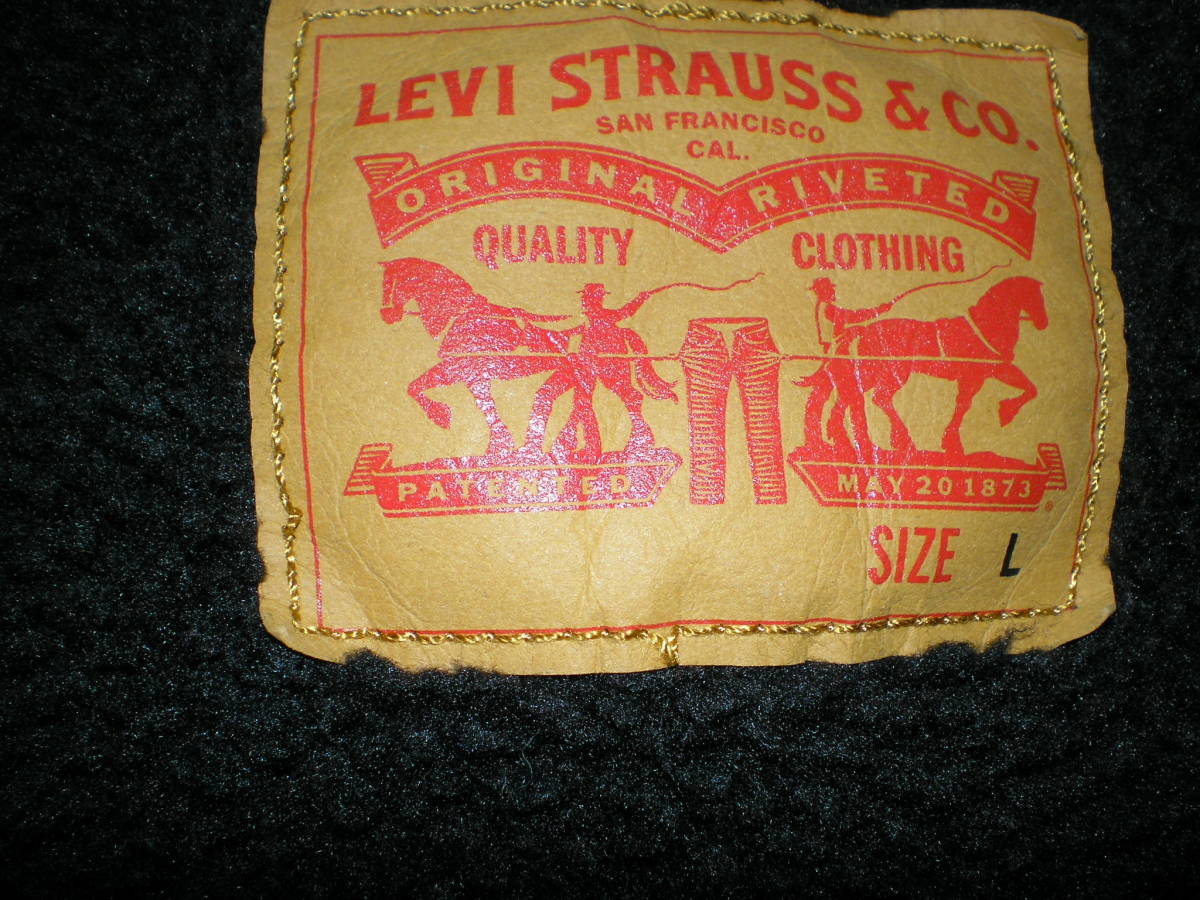 LEVI STRAUSS & CO.
SAN FRANCISCO
CAL.
ORIGINAL RIVETED
QUALITY CLOTHING
PATENTED MAY 20 1873
®
SIZE L